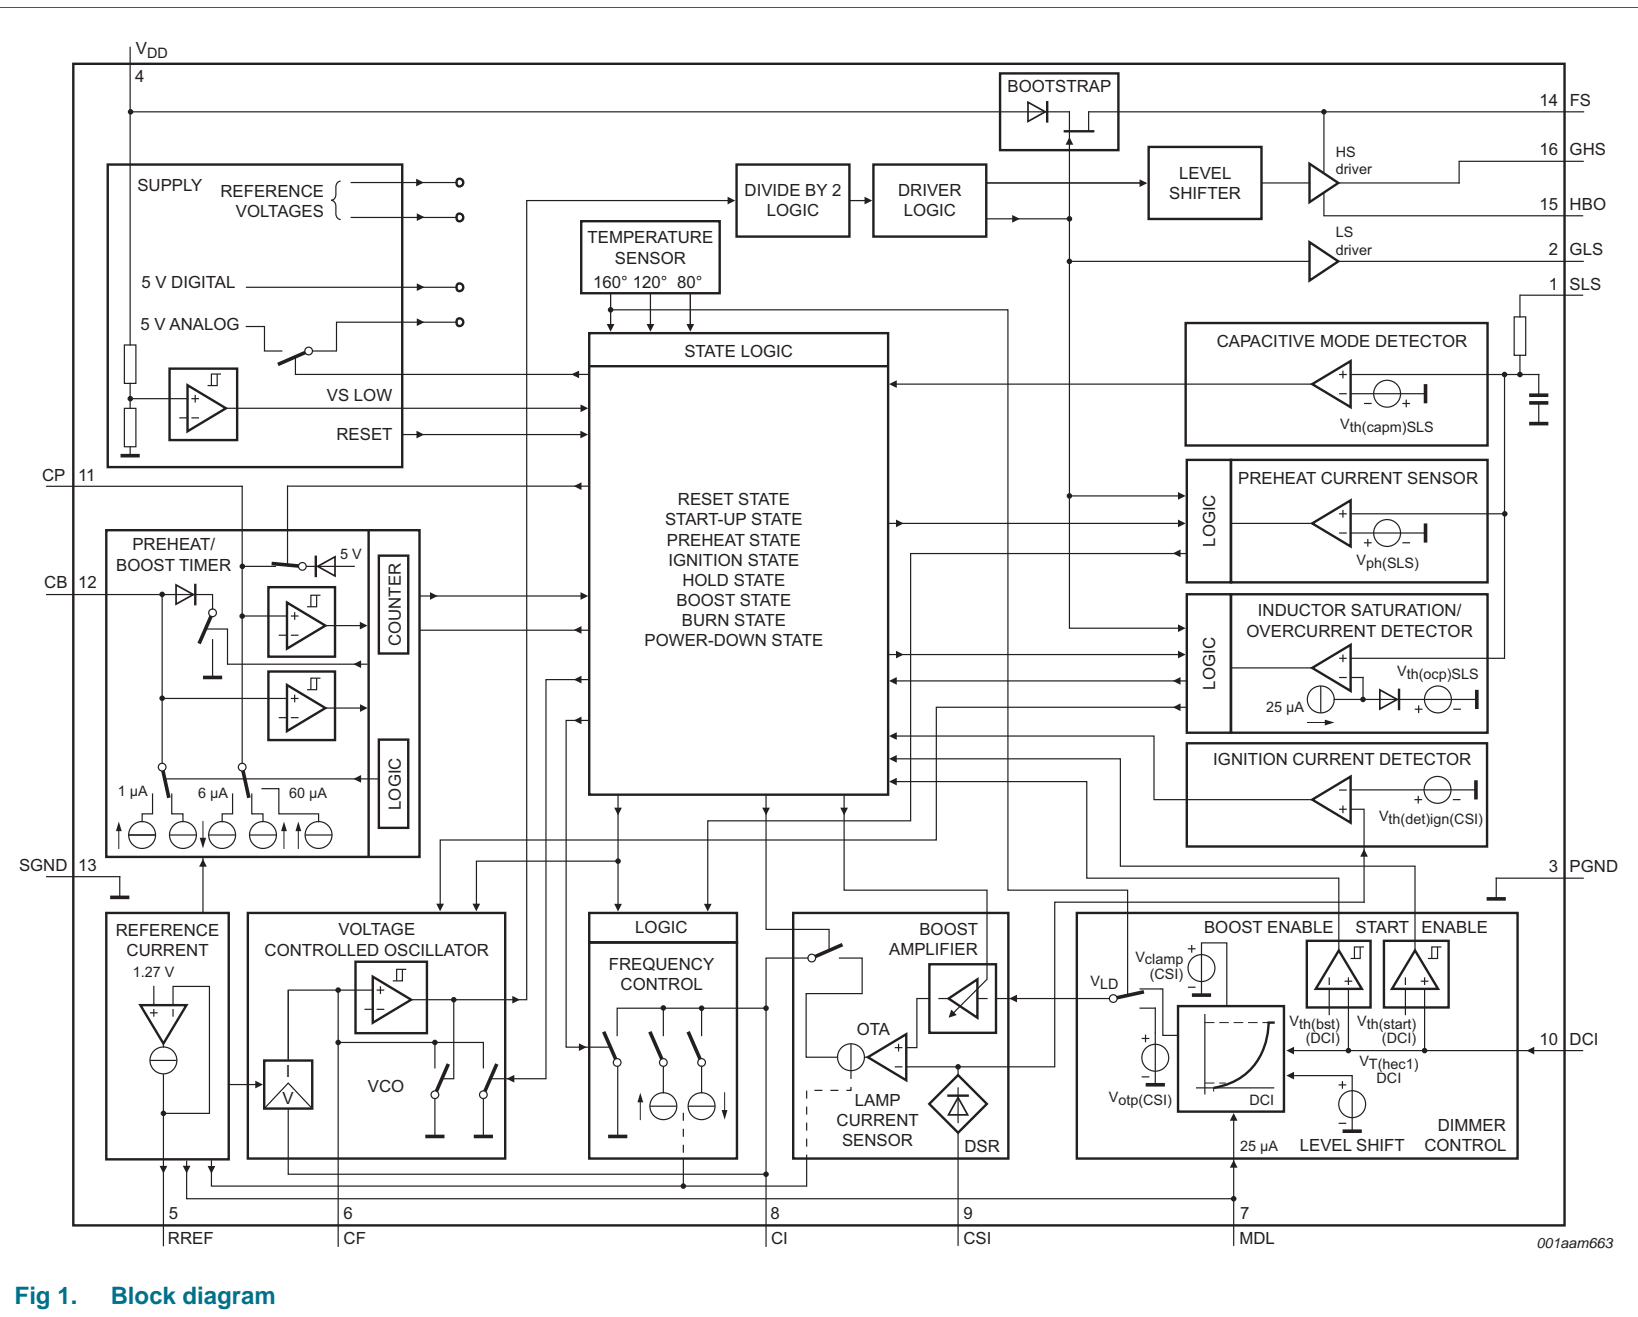 VDD
4
BOOTSTRAP
14 FS
16 GHS
15 HBO
2 GLS
1 SLS
HS
driver
LS
driver
LEVEL
SHIFTER
DRIVER
LOGIC
DIVIDE BY 2
LOGIC
SUPPLY
REFERENCE
VOLTAGES
5 V DIGITAL
5 V ANALOG
VS LOW
RESET
TEMPERATURE
SENSOR
160° 120° 80°
STATE LOGIC
RESET STATE
START-UP STATE
PREHEAT STATE
IGNITION STATE
HOLD STATE
BOOST STATE
BURN STATE
POWER-DOWN STATE
CAPACITIVE MODE DETECTOR
+
−
− +
Vth(capm)SLS
LOGIC
PREHEAT CURRENT SENSOR
+
−
+ −
Vph(SLS)
LOGIC
INDUCTOR SATURATION/
OVERCURRENT DETECTOR
+
−
Vth(ocp)SLS
25 µA
+ −
IGNITION CURRENT DETECTOR
−
+
+ −
Vth(det)ign(CSI)
CP 11
CB 12
PREHEAT/
BOOST TIMER
5 V
COUNTER
+
−
+
−
LOGIC
1 µA
6 µA
60 µA
SGND 13
3 PGND
REFERENCE
CURRENT
1.27 V
+ −
VOLTAGE
CONTROLLED OSCILLATOR
+
−
I
V
VCO
LOGIC
FREQUENCY
CONTROL
BOOST
AMPLIFIER
OTA
+
−
LAMP
CURRENT
SENSOR
DSR
BOOST ENABLE
START ENABLE
Vclamp
(CSI)
+
−
VLD
− +
− +
Vth(bst)
(DCI)
Vth(start)
(DCI)
10 DCI
VT(hec1)
DCI
+
−
Votp(CSI)
DCI
+
−
25 µA
LEVEL SHIFT
DIMMER
CONTROL
5
RREF
6
CF
8
CI
9
CSI
7
MDL
001aam663
Fig 1. Block diagram